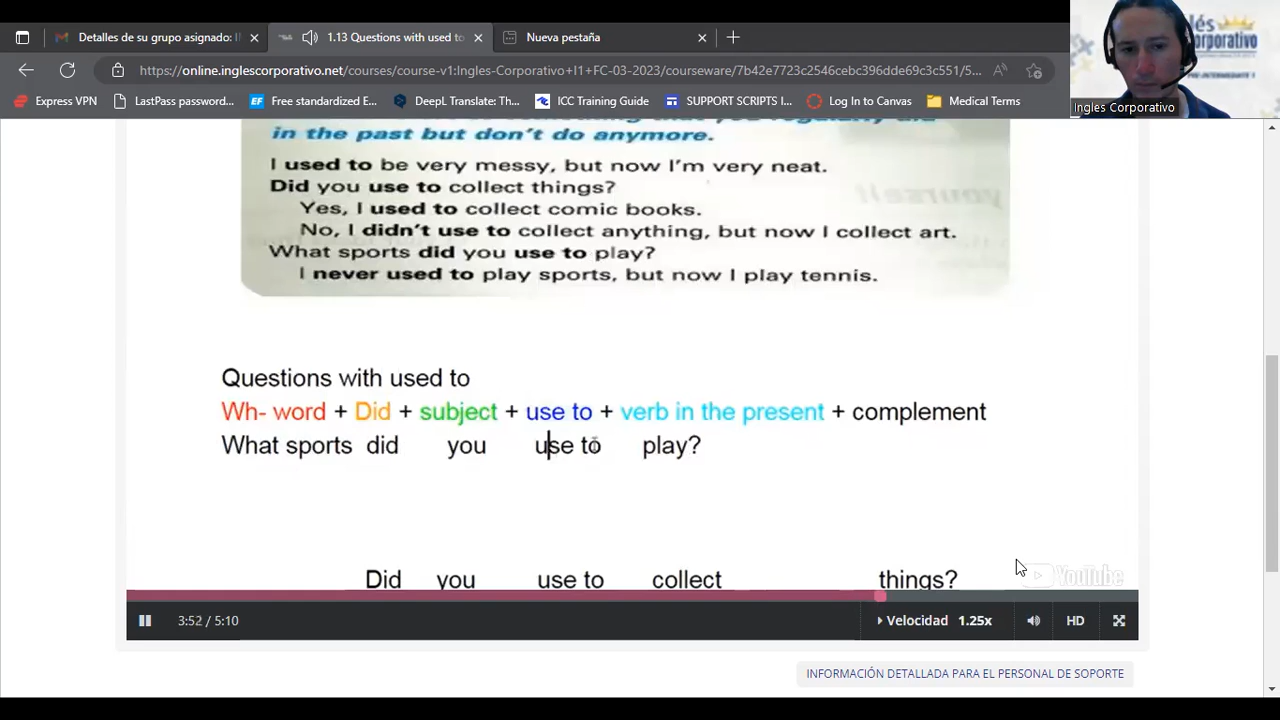 Detalles de su grupo asignado: I
1.13 Questions with used to
Nueva pestaña
https://online.inglescorporativo.net/courses/course-v1:Ingles-Corporativo+I1+FC-03-2023/courseware/7b42e7723c2546cebc396dde69c3c551/5...
Express VPN
LastPass password...
EF Free standardized E...
DeepL Translate: Th...
ICC Training Guide
SUPPORT SCRIPTS I...
Log In to Canvas
Medical Terms
Ingles Corporativo
in the past but don't do anymore.
I used to be very messy, but now I'm very neat.
Did you use to collect things?
Yes, I used to collect comic books.
No, I didn't use to collect anything, but now I collect art.
What sports did you use to play?
I never used to play sports, but now I play tennis.
Questions with used to
Wh- word + Did + subject + use to + verb in the present + complement
What sports did you use to play?
Did you use to collect things?
YouTube
3:52 / 5:10
Velocidad 1.25x
HD
INFORMACIÓN DETALLADA PARA EL PERSONAL DE SOPORTE